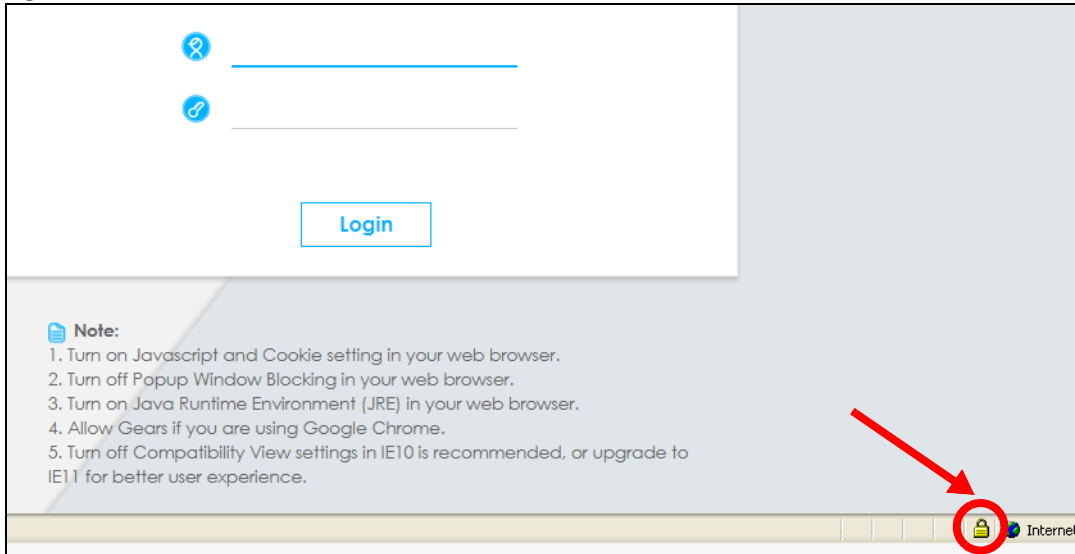 Login
Note:
1. Turn on Javascript and Cookie setting in your web browser.
2. Turn off Popup Window Blocking in your web browser.
3. Turn on Java Runtime Environment (JRE) in your web browser.
4. Allow Gears if you are using Google Chrome.
5. Turn off Compatibility View settings in IE10 is recommended, or upgrade to
IE11 for better user experience.
Internet